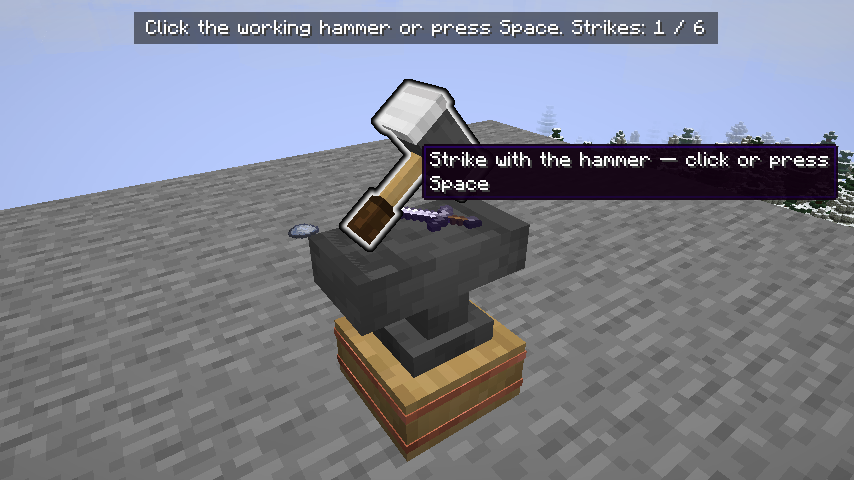 Click the working hammer or press Space. Strikes: 1 / 6
Strike with the hammer — click or press
Space